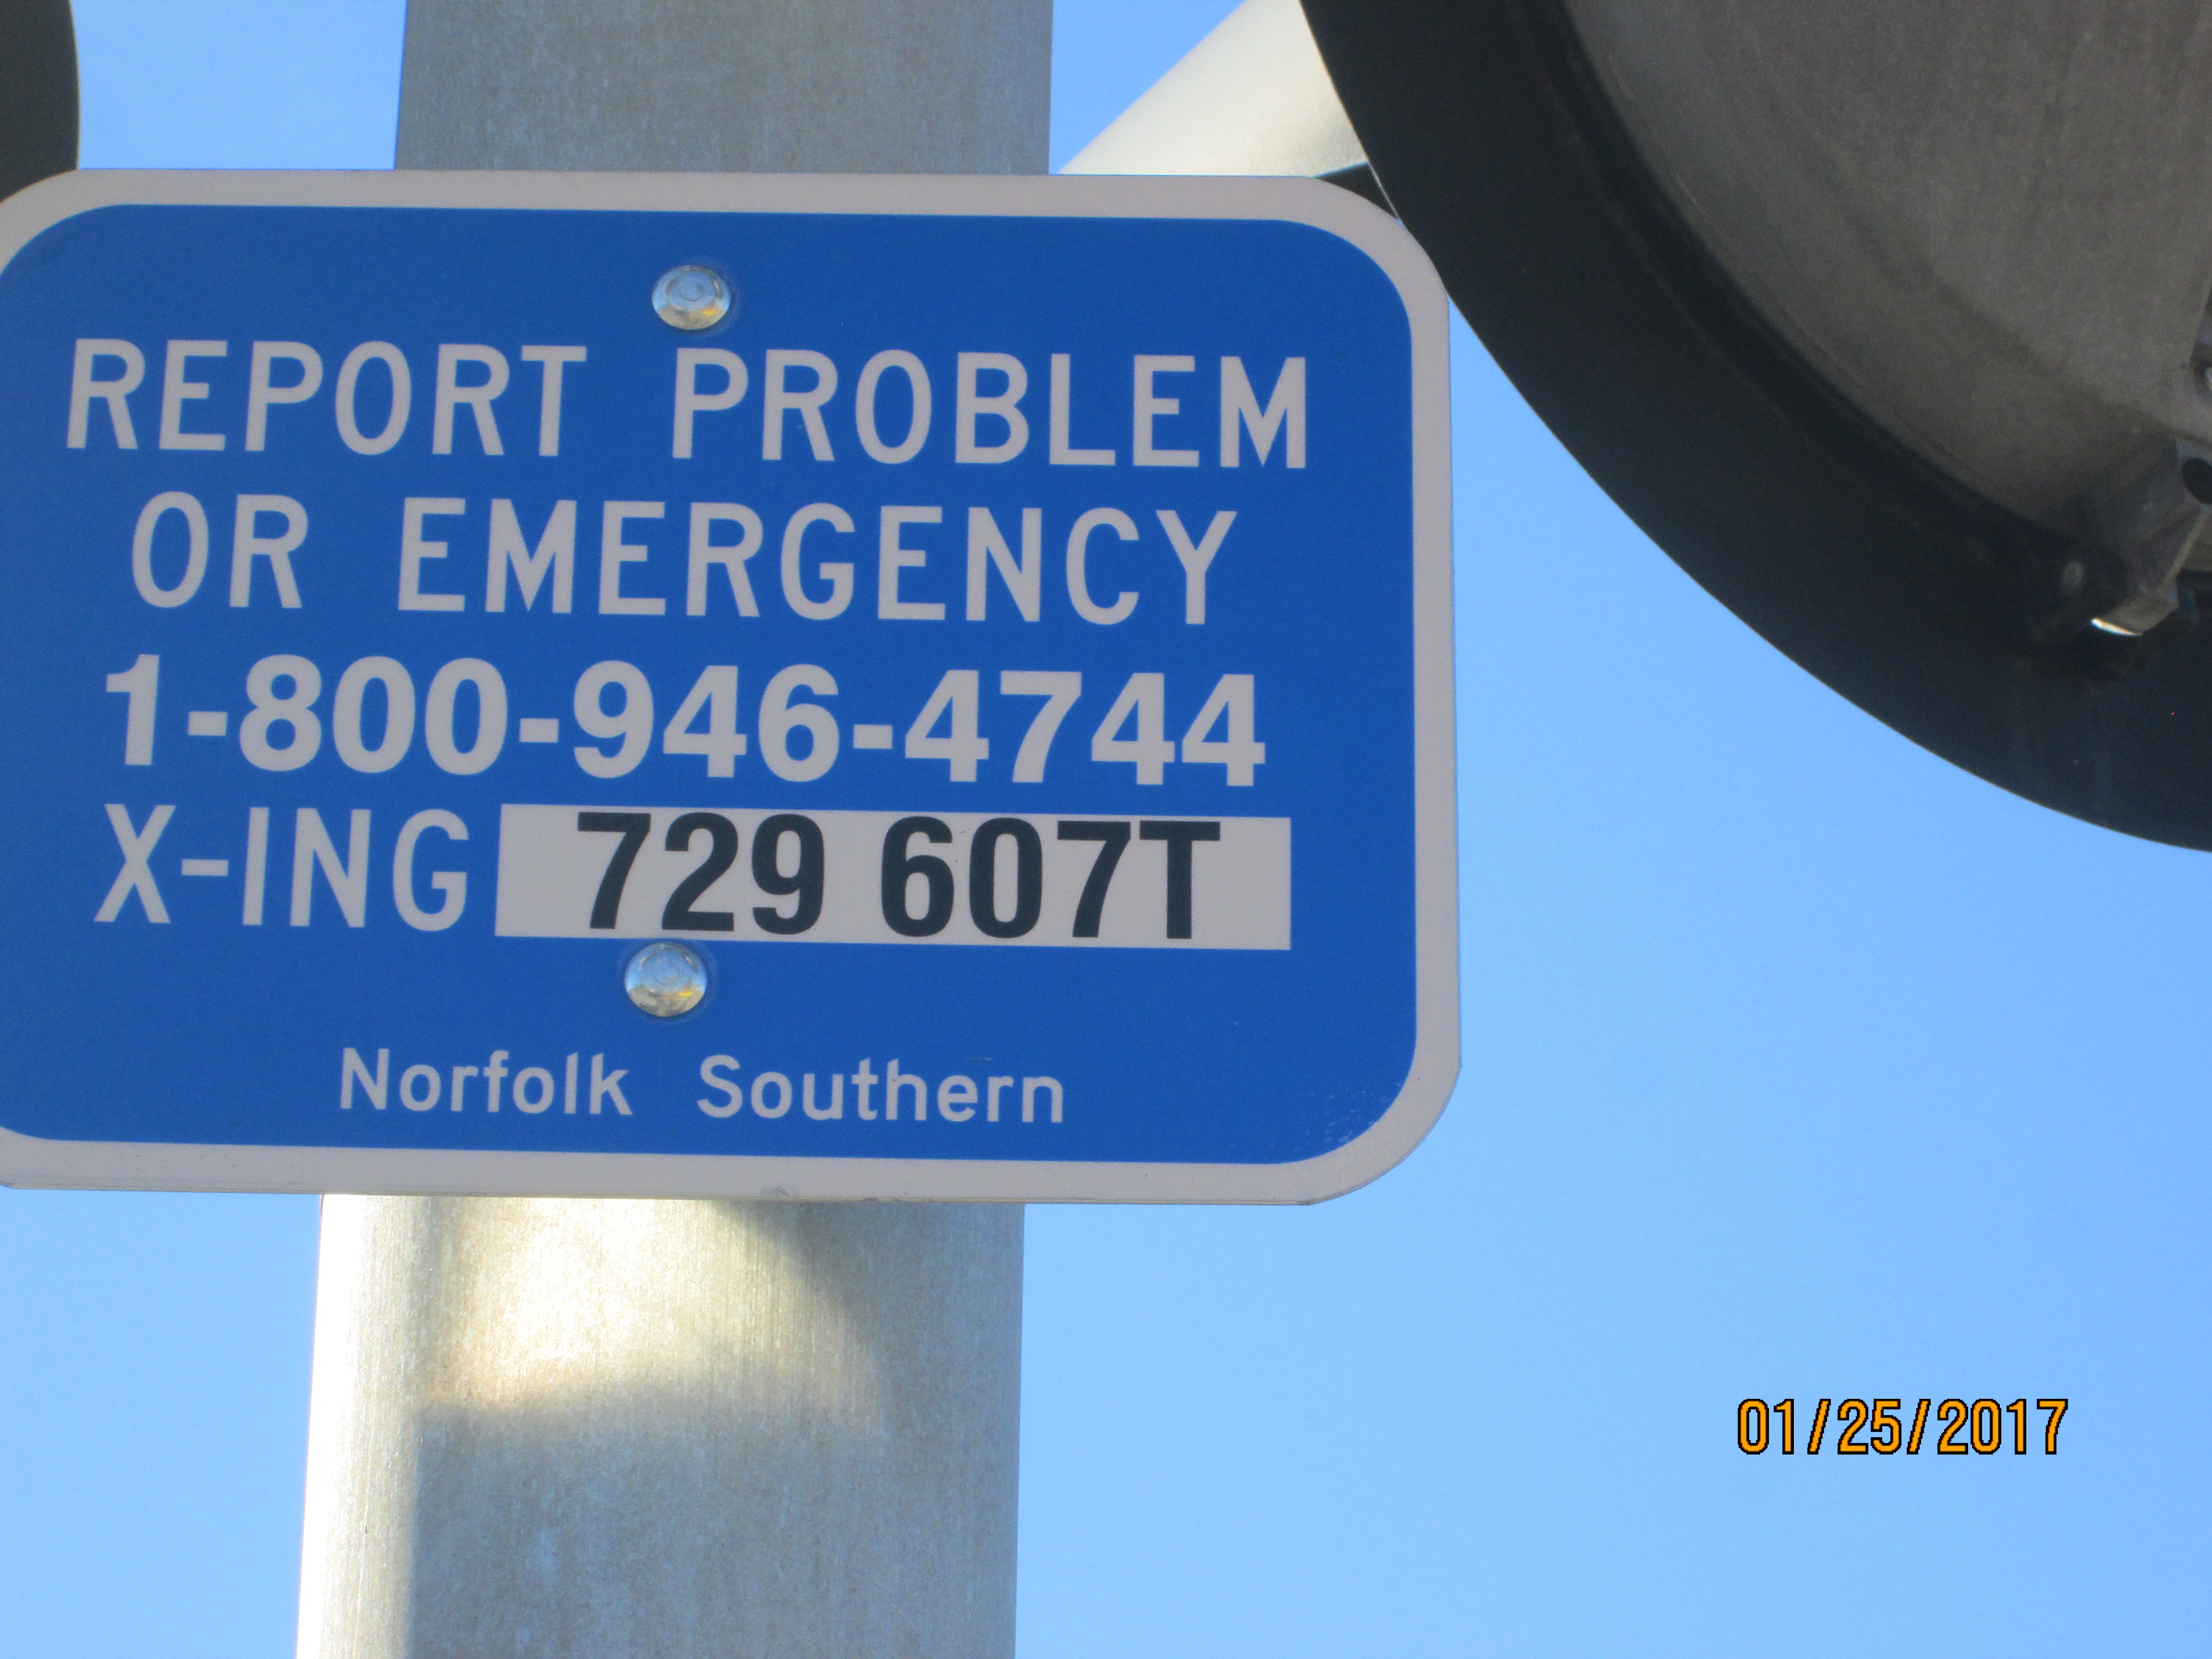 REPORT PROBLEM
OR EMERGENCY
1-800-946-4744
X-ING 729 607T
Norfolk Southern
01/25/2017